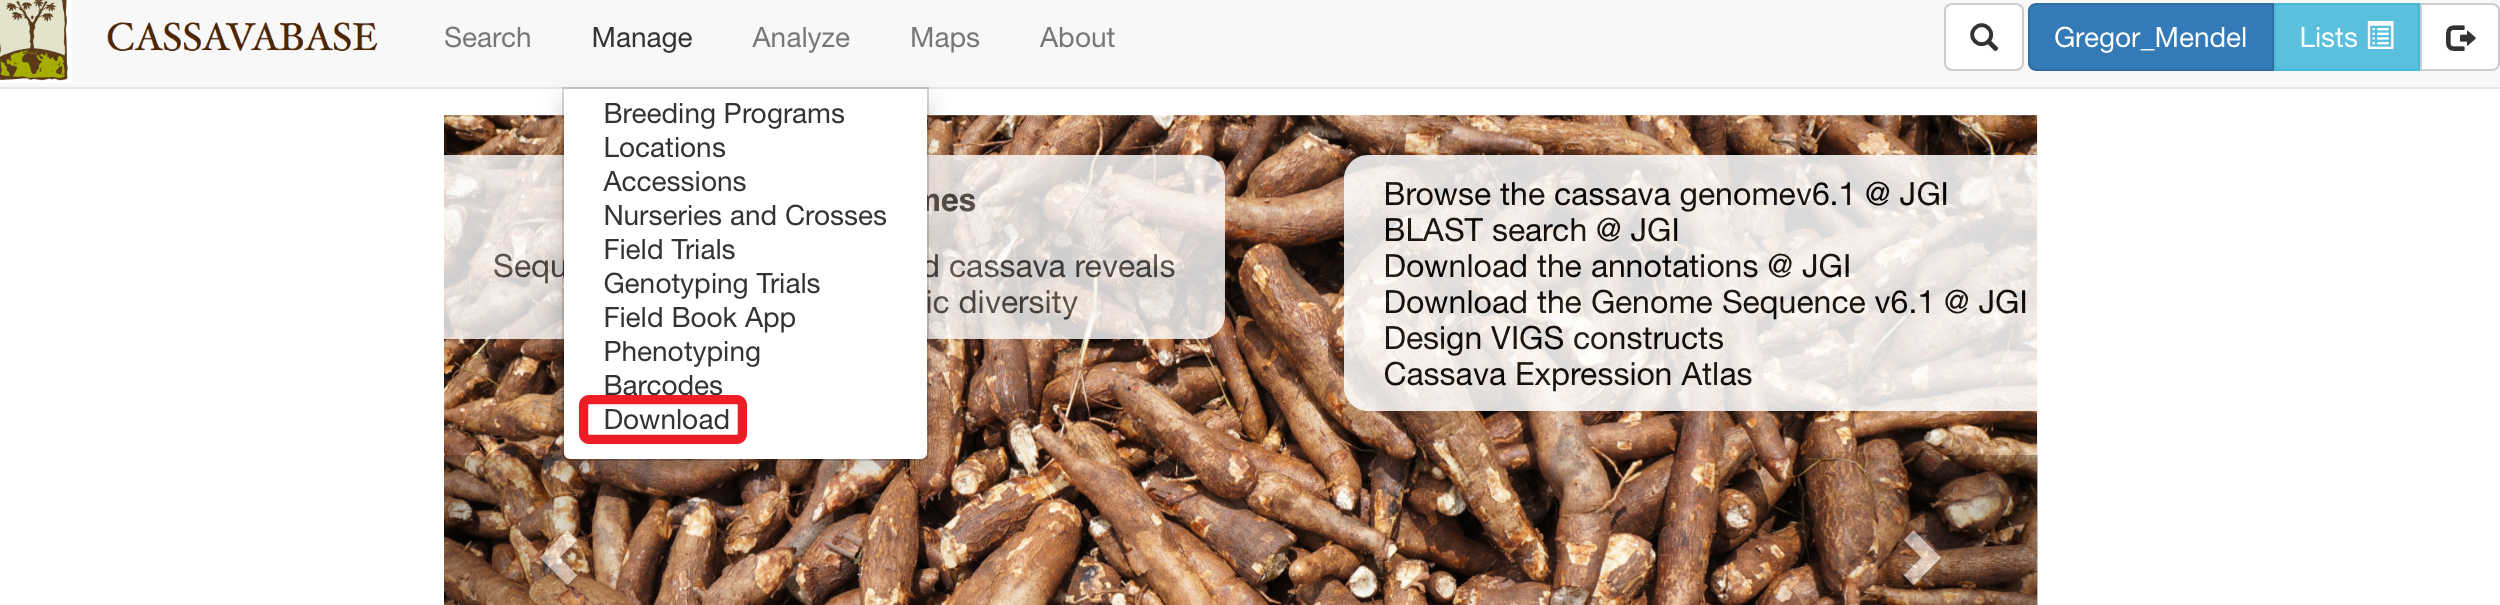 CASSAVABASE
Search Manage Analyze Maps About
Gregor_Mendel Lists
Breeding Programs
Locations
Accessions
Nurseries and Crosses
Field Trials
Genotyping Trials
Field Book App
Phenotyping
Barcodes
Download
mes
Sequ d cassava reveals
ic diversity
Browse the cassava genomev6.1 @ JGI
BLAST search @ JGI
Download the annotations @ JGI
Download the Genome Sequence v6.1 @ JGI
Design VIGS constructs
Cassava Expression Atlas